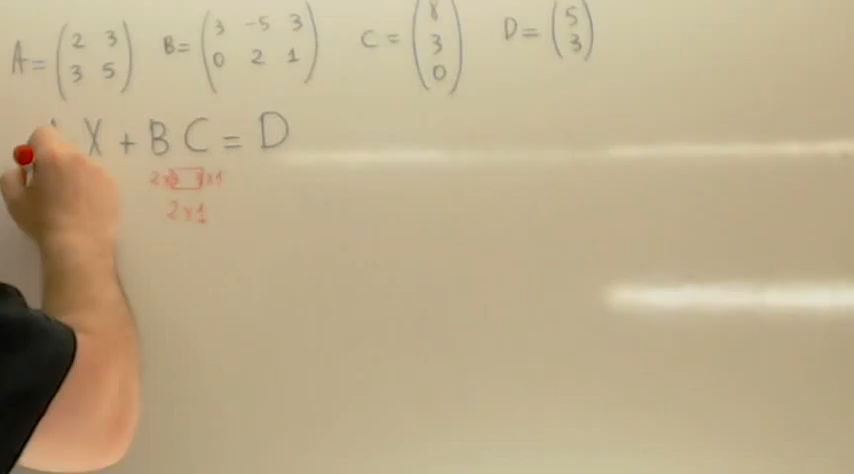 A = (2 3 3 5) B = (3 -5 3 0 2 1) C = (8 3 0) D = (5 3)
X + B C = D
2x3 3x1
2x1